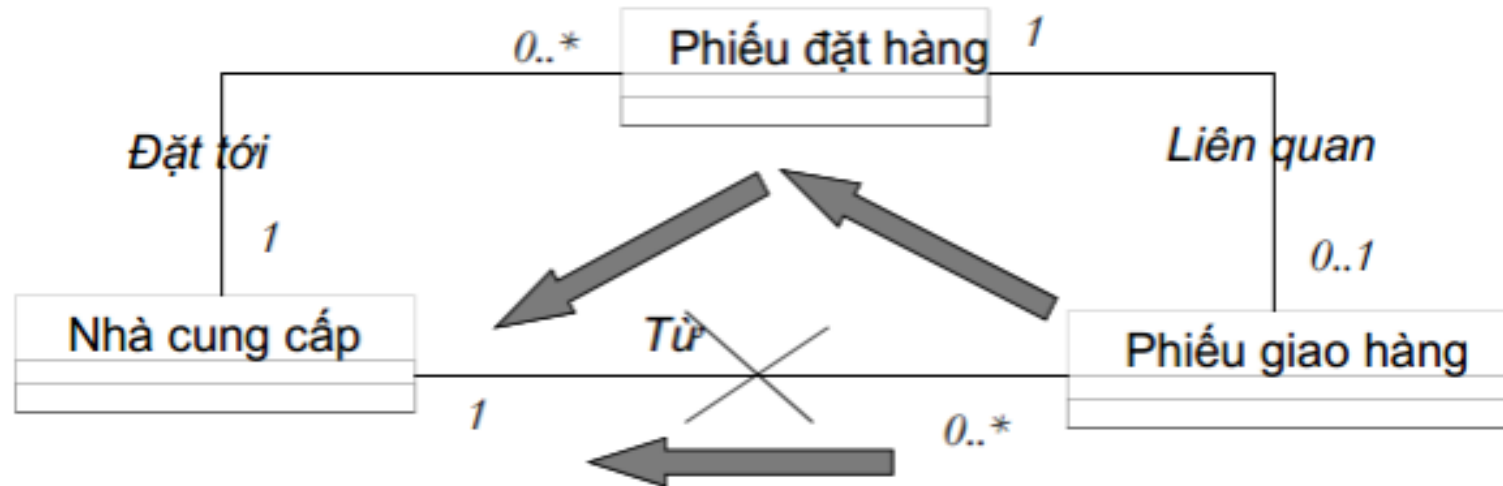 0..*
Phiếu đặt hàng
1
Đặt tới
Liên quan
1
0..1
Nhà cung cấp
Từ
Phiếu giao hàng
1
0..*